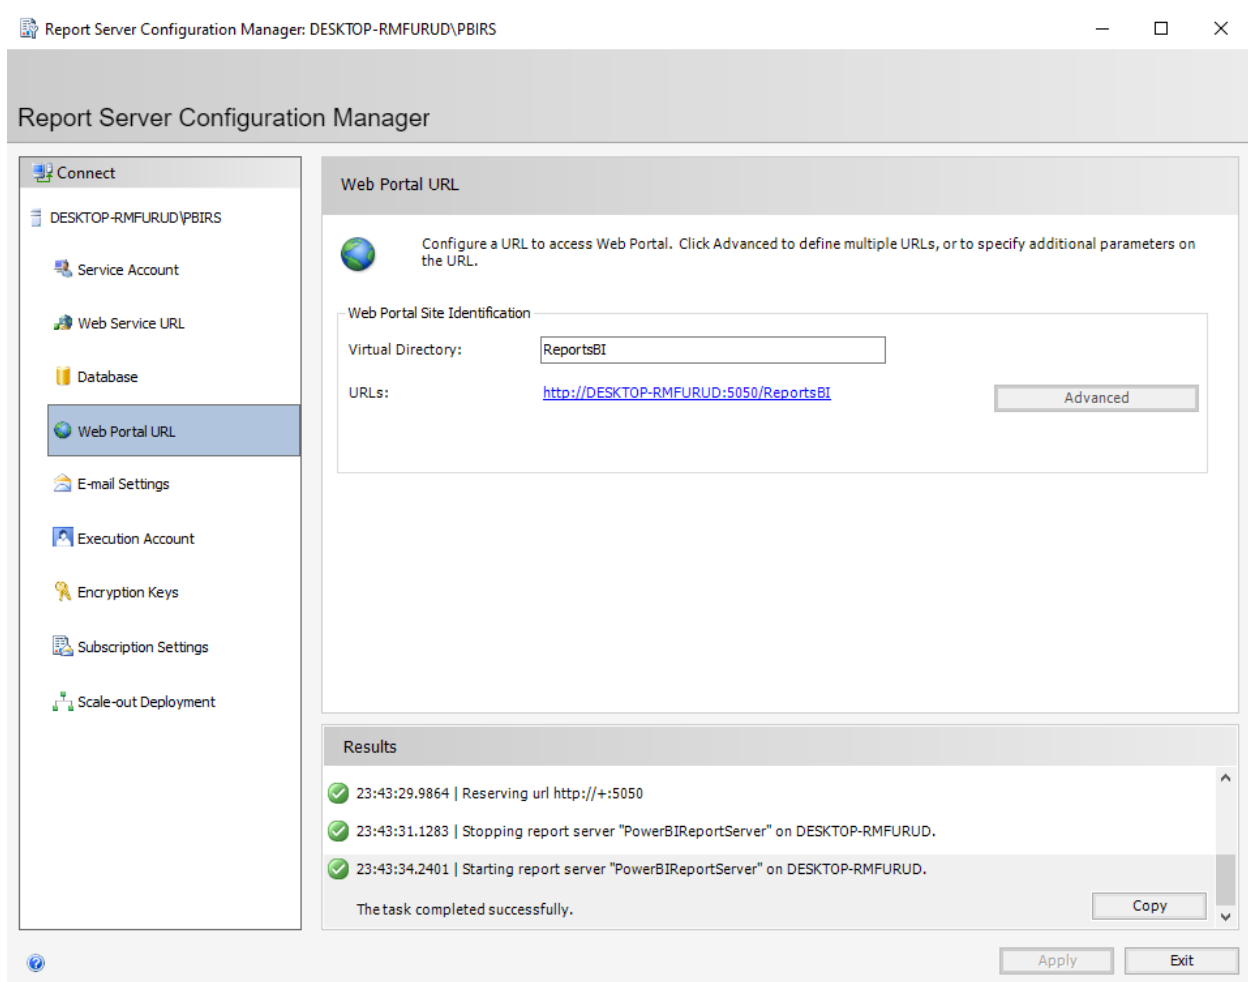 Report Server Configuration Manager: DESKTOP-RMFURUD\PBIRS
Report Server Configuration Manager
Connect
DESKTOP-RMFURUD\PBIRS
Service Account
Web Service URL
Database
Web Portal URL
E-mail Settings
Execution Account
Encryption Keys
Subscription Settings
Scale-out Deployment
Web Portal URL
Configure a URL to access Web Portal. Click Advanced to define multiple URLs, or to specify additional parameters on
the URL.
Web Portal Site Identification
Virtual Directory: ReportsBI
URLs: http://DESKTOP-RMFURUD:5050/ReportsBI
Advanced
Results
23:43:29.9864 | Reserving url http://+:5050
23:43:31.1283 | Stopping report server "PowerBIReportServer" on DESKTOP-RMFURUD.
23:43:34.2401 | Starting report server "PowerBIReportServer" on DESKTOP-RMFURUD.
The task completed successfully.
Copy
Apply
Exit